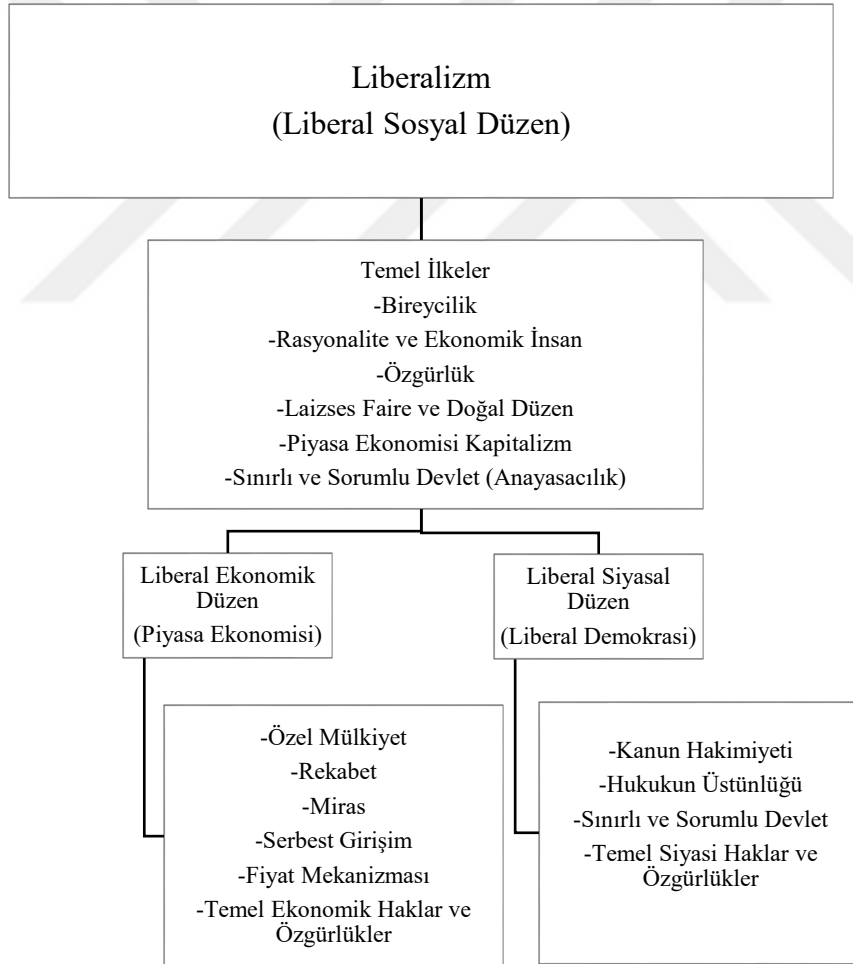 Liberalizm
(Liberal Sosyal Düzen)
Temel İlkeler
-Bireycilik
-Rasyonalite ve Ekonomik İnsan
-Özgürlük
-Laizses Faire ve Doğal Düzen
-Piyasa Ekonomisi Kapitalizm
-Sınırlı ve Sorumlu Devlet (Anayasacılık)
Liberal Ekonomik
Düzen
(Piyasa Ekonomisi)
Liberal Siyasal
Düzen
(Liberal Demokrasi)
-Özel Mülkiyet
-Rekabet
-Miras
-Serbest Girişim
-Fiyat Mekanizması
-Temel Ekonomik Haklar ve
Özgürlükler
-Kanun Hakimiyeti
-Hukukun Üstünlüğü
-Sınırlı ve Sorumlu Devlet
-Temel Siyasi Haklar ve
Özgürlükler